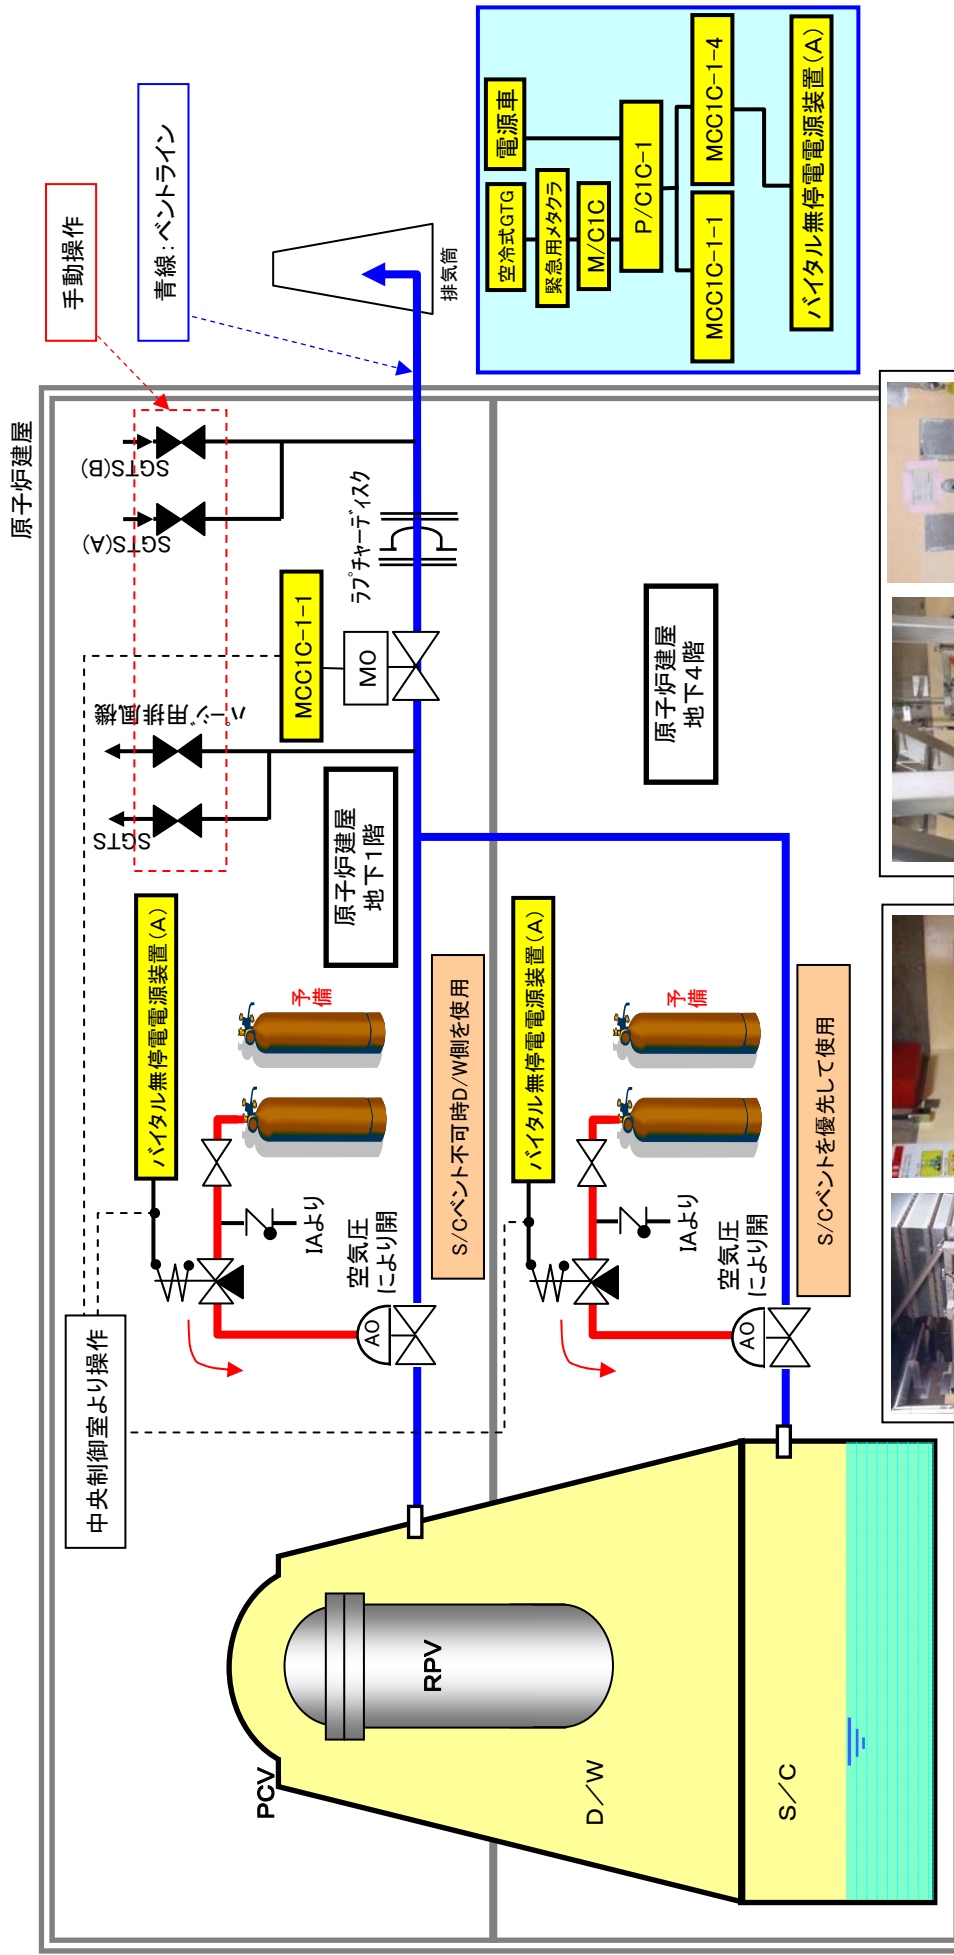 原子炉建屋
手動操作
青線：ベントライン
排気筒
電源車
空冷式GTG
緊急用メタクラ
M/C1C
P/C1C-1
MCC1C-1-1
MCC1C-1-4
バイタル無停電電源装置(A)
SGTS(B)
SGTS(A)
ラプチャーディスク
MCC1C-1-1
MO
パージ用排風機
SGTS
原子炉建屋
地下1階
原子炉建屋
地下4階
バイタル無停電電源装置(A)
予備
IAより
空気圧
により開
AO
S/Cベント不可時D/W側を使用
バイタル無停電電源装置(A)
予備
IAより
空気圧
により開
AO
S/Cベントを優先して使用
中央制御室より操作
PCV
RPV
D／W
S／C